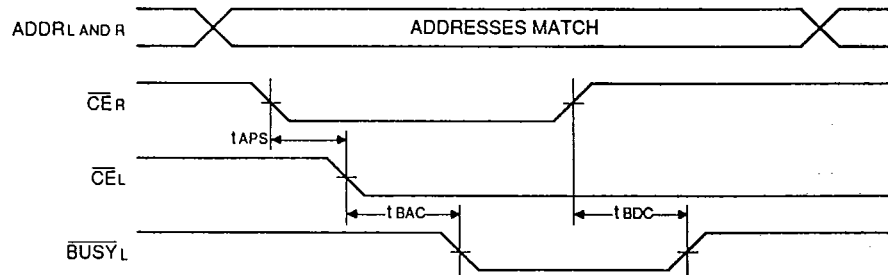 ADDRL AND R
ADDRESSES MATCH
CER
tAPS
CEL
tBAC
tBDC
BUSYL